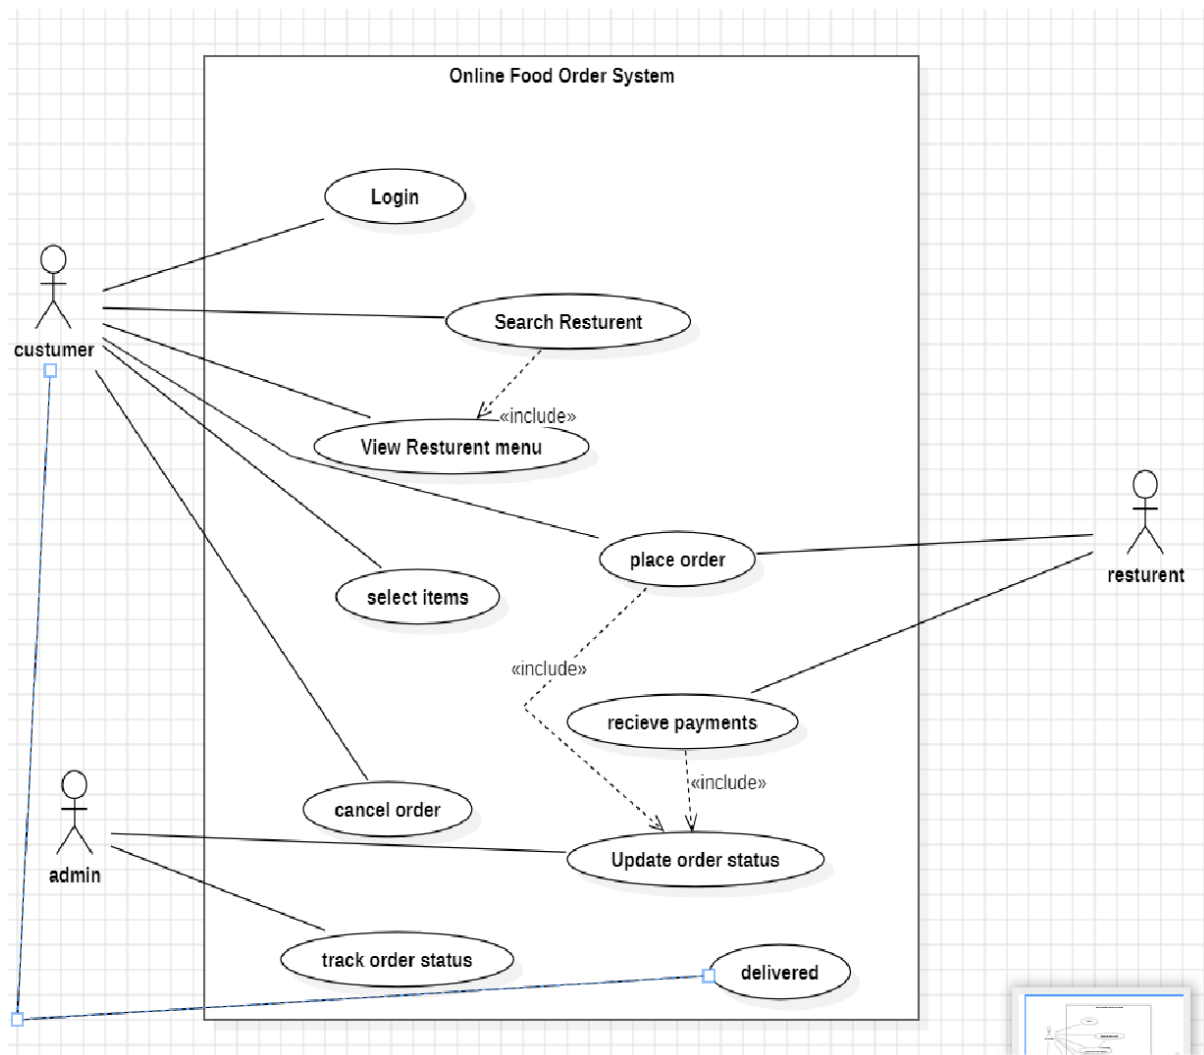 Online Food Order System
Login
Search Resturent
custumer
«include»
View Resturent menu
place order
resturent
select items
«include»
recieve payments
«include»
cancel order
Update order status
admin
track order status
delivered